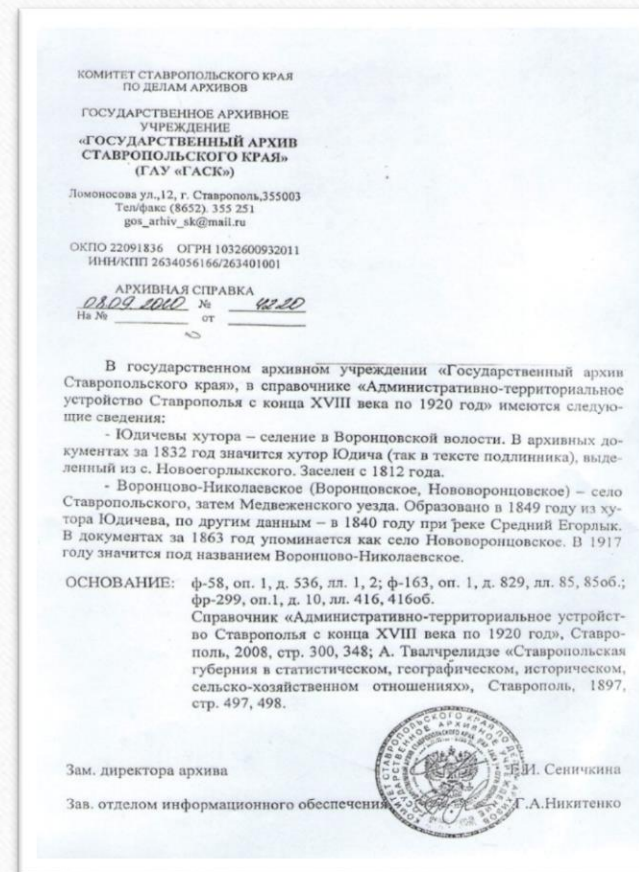 КОМИТЕТ СТАВРОПОЛЬСКОГО КРАЯ
ПО ДЕЛАМ АРХИВОВ
ГОСУДАРСТВЕННОЕ АРХИВНОЕ
УЧРЕЖДЕНИЕ
«ГОСУДАРСТВЕННЫЙ АРХИВ
СТАВРОПОЛЬСКОГО КРАЯ»
(ГАУ «ГАСК»)
Ломоносова ул.,12, г. Ставрополь,355003
Тел/факс (8652). 355 251
gos_arhiv_sk@mail.ru
ОКПО 22091836 ОГРН 1032600932011
ИНН/КПП 2634056166/263401001
АРХИВНАЯ СПРАВКА
08.09.2010 № 4220
На № ________ от ________
В государственном архивном учреждении «Государственный архив
Ставропольского края», в справочнике «Административно-территориальное
устройство Ставрополья с конца XVIII века по 1920 год» имеются следую-
щие сведения:
- Юдичевы хутора – селение в Воронцовской волости. В архивных до-
кументах за 1832 год значится хутор Юдича (так в тексте подлинника), выде-
ленный из с. Новоегорлыкского. Заселен с 1812 года.
- Воронцово-Николаевское (Воронцовское, Нововоронцовское) – село
Ставропольского, затем Медвеженского уезда. Образовано в 1849 году из ху-
тора Юдичева, по другим данным – в 1840 году при реке Средний Егорлык.
В документах за 1863 год упоминается как село Нововоронцовское. В 1917
году значится под названием Воронцово-Николаевское.
ОСНОВАНИЕ: ф-58, оп. 1, д. 536, лл. 1, 2; ф-163, оп. 1, д. 829, лл. 85, 85об.;
фр-299, оп.1, д. 10, лл. 416, 416об.
Справочник «Административно-территориальное устройст-
во Ставрополья с конца XVIII века по 1920 год», Ставро-
поль, 2008, стр. 300, 348; А. Твалчрелидзе «Ставропольская
губерния в статистическом, географическом, историческом,
сельско-хозяйственном отношениях», Ставрополь, 1897,
стр. 497, 498.
Зам. директора архива И. Сеничкина
Зав. отделом информационного обеспечения Г.А.Никитенко